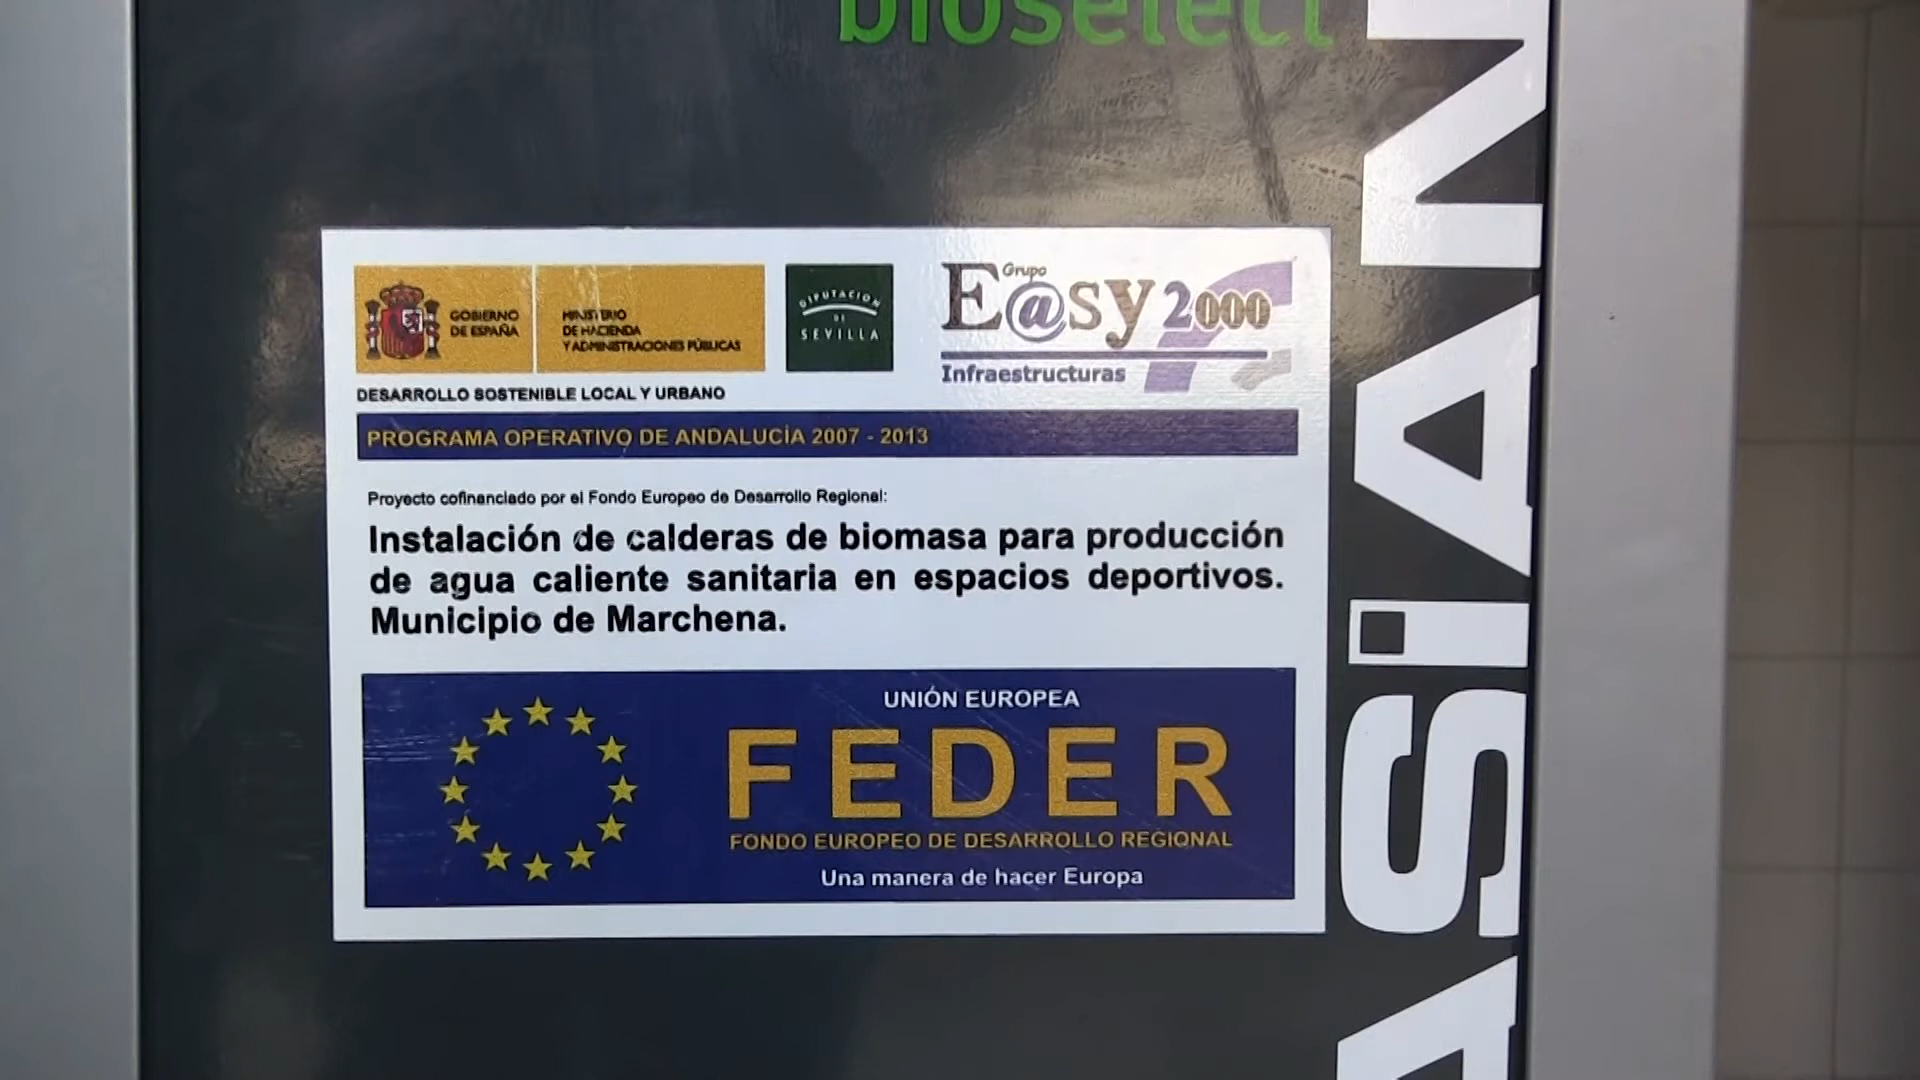 bioselect
GOBIERNO
DE ESPAÑA
MINISTERIO
DE HACIENDA
Y ADMINISTRACIONES PÚBLICAS
DIPUTACION
DE
SEVILLA
Grupo
E@sy 2000
Infraestructuras
DESARROLLO SOSTENIBLE LOCAL Y URBANO
PROGRAMA OPERATIVO DE ANDALUCÍA 2007 - 2013
Proyecto cofinanciado por el Fondo Europeo de Desarrollo Regional:
Instalación de calderas de biomasa para producción
de agua caliente sanitaria en espacios deportivos.
Municipio de Marchena.
UNIÓN EUROPEA
FEDER
FONDO EUROPEO DE DESARROLLO REGIONAL
Una manera de hacer Europa